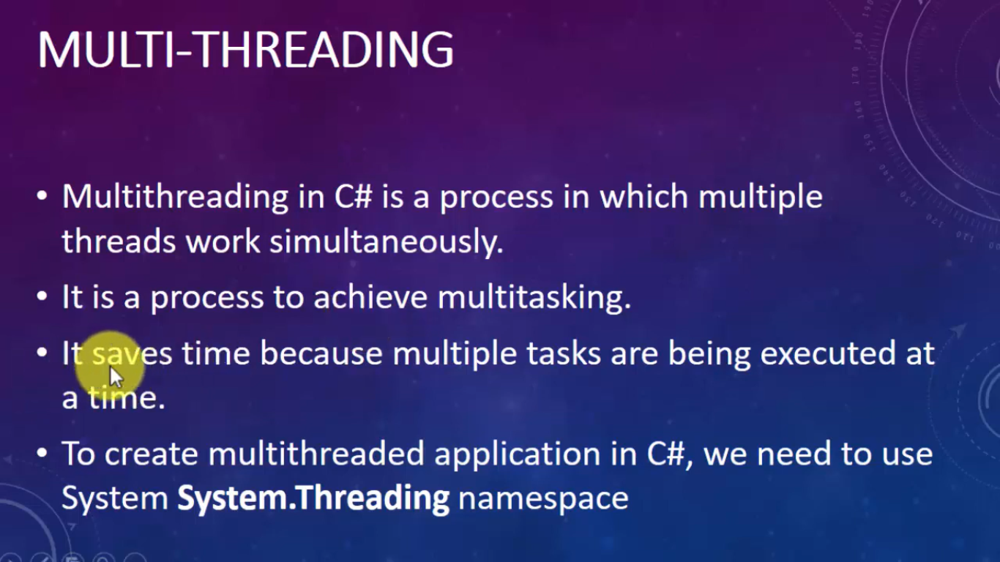 MULTI-THREADING
• Multithreading in C# is a process in which multiple
threads work simultaneously.
• It is a process to achieve multitasking.
• It saves time because multiple tasks are being executed at
a time.
• To create multithreaded application in C#, we need to use
System System.Threading namespace